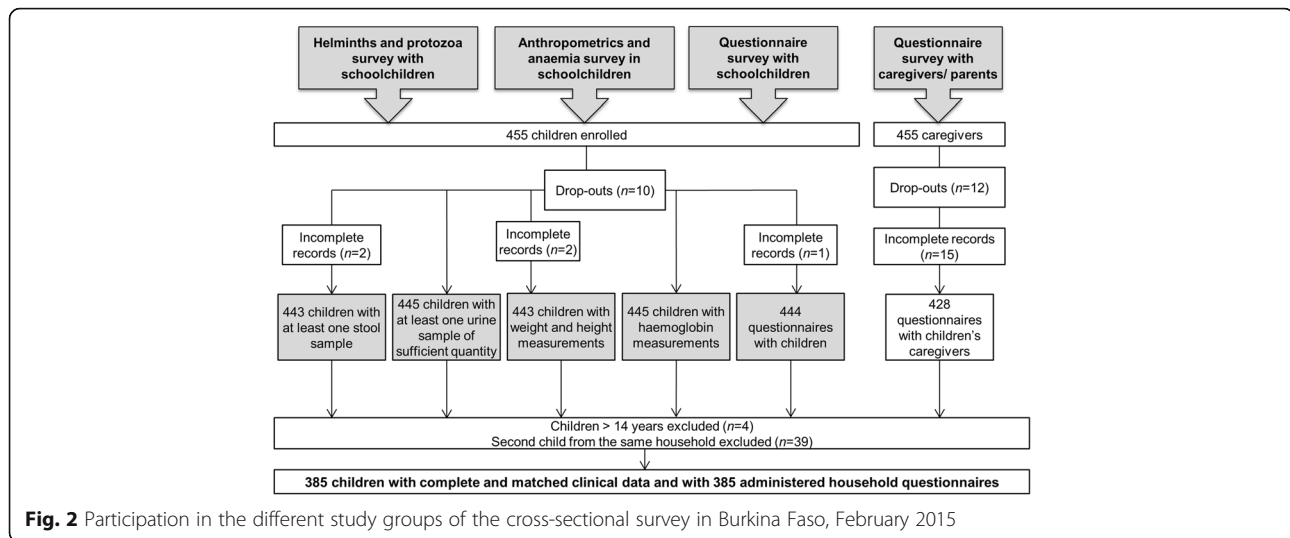 Helminths and protozoa
survey with
schoolchildren
Anthropometrics and
anaemia survey in
schoolchildren
Questionnaire
survey with
schoolchildren
Questionnaire
survey with
caregivers/ parents
455 children enrolled
455 caregivers
Drop-outs (n=10)
Drop-outs (n=12)
Incomplete
records (n=2)
Incomplete
records (n=2)
Incomplete
records (n=1)
Incomplete records
(n=15)
443 children with
at least one stool
sample
445 children with
at least one urine
sample of
sufficient quantity
443 children with
weight and height
measurements
445 children with
haemoglobin
measurements
444
questionnaires
with children
428
questionnaires
with children's
caregivers
Children > 14 years excluded (n=4)
Second child from the same household excluded (n=39)
385 children with complete and matched clinical data and with 385 administered household questionnaires
Fig. 2 Participation in the different study groups of the cross-sectional survey in Burkina Faso, February 2015